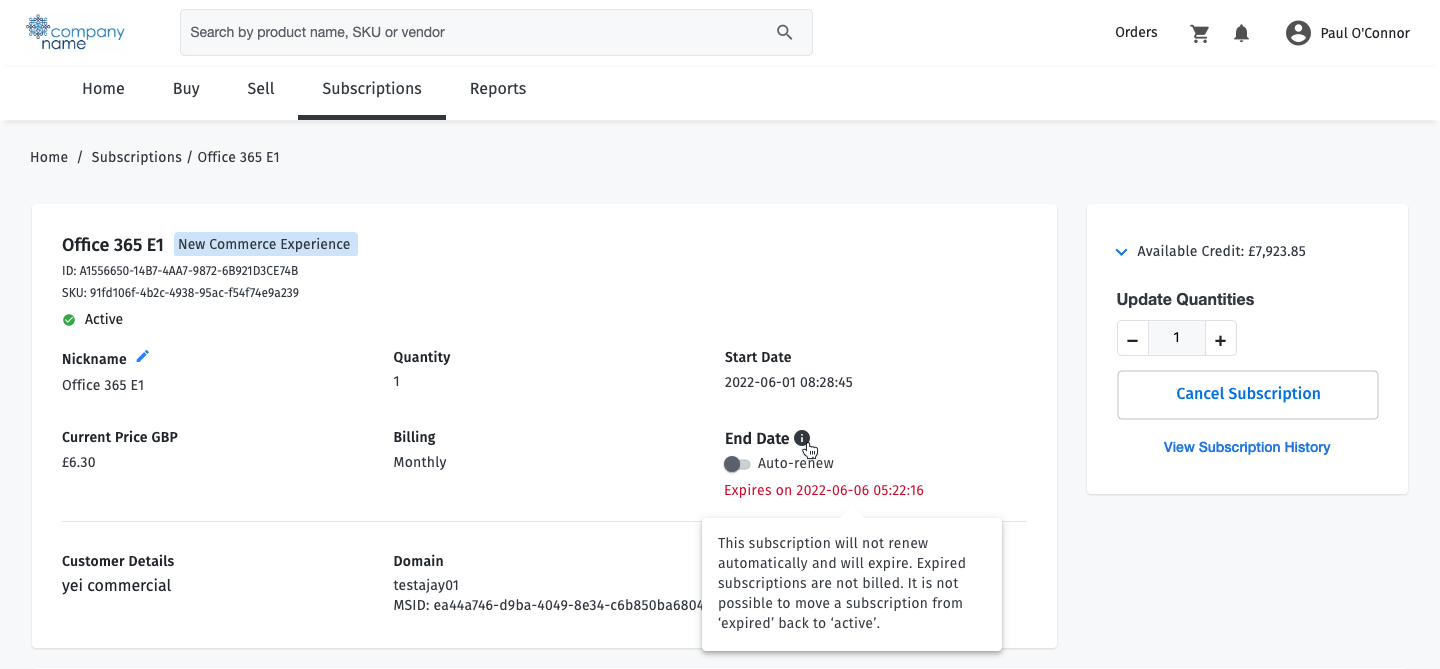 company
name
Search by product name, SKU or vendor
Orders
Paul O'Connor
Home
Buy
Sell
Subscriptions
Reports
Home / Subscriptions / Office 365 E1
Office 365 E1
New Commerce Experience
ID: A1556650-14B7-4AA7-9872-6B921D3CE74B
SKU: 91fd106f-4b2c-4938-95ac-f54f74e9a239
Active
Nickname
Office 365 E1
Quantity
1
Start Date
2022-06-01 08:28:45
Current Price GBP
£6.30
Billing
Monthly
End Date
Auto-renew
Expires on 2022-06-06 05:22:16
This subscription will not renew
automatically and will expire. Expired
subscriptions are not billed. It is not
possible to move a subscription from
‘expired’ back to ‘active’.
Customer Details
yei commercial
Domain
testajay01
MSID: ea44a746-d9ba-4049-8e34-c6b850ba6804
Available Credit: £7,923.85
Update Quantities
1
Cancel Subscription
View Subscription History